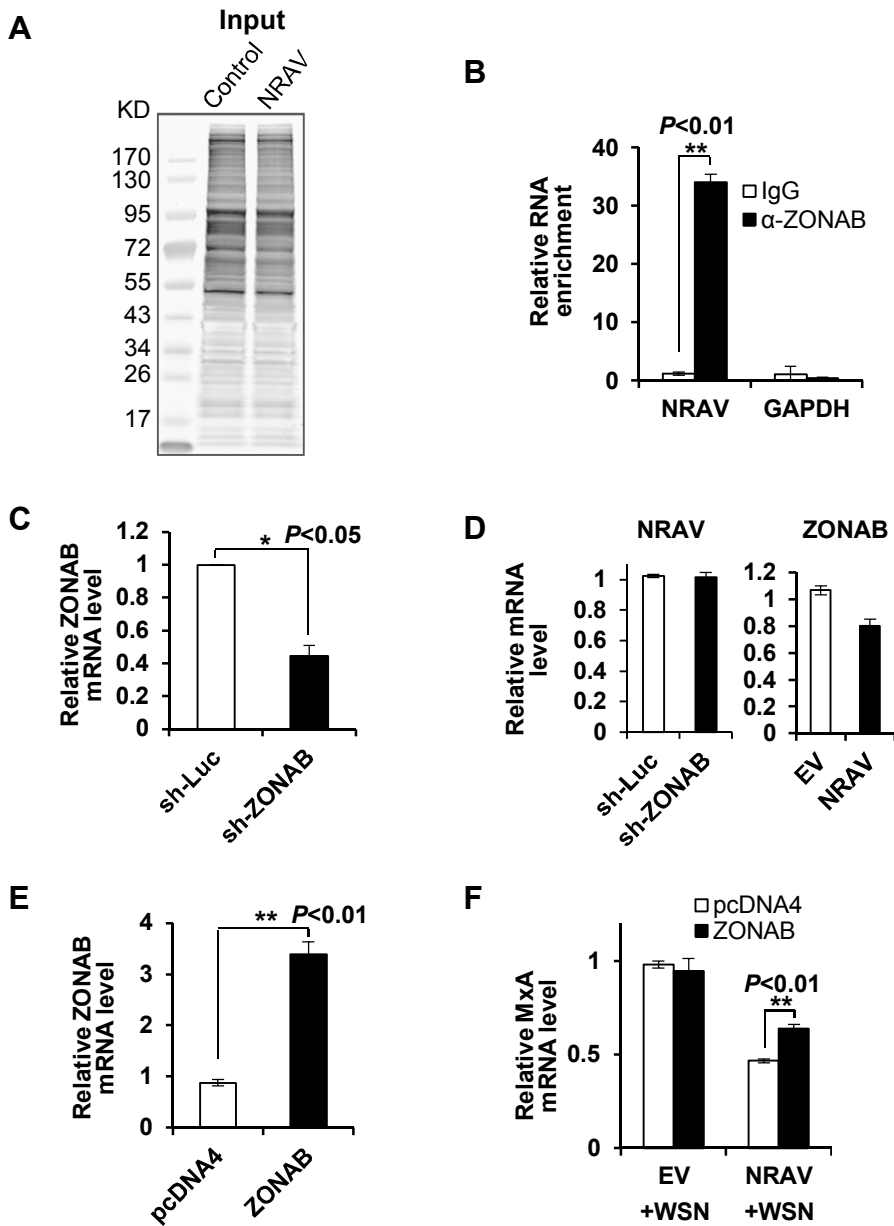 A
Input
Control
NRAV
KD
170
130
95
72
55
43
34
26
17
B
P<0.01
**
IgG
α-ZONAB
Relative RNA
enrichment
40
30
20
10
0
NRAV GAPDH
C
P<0.05
*
Relative ZONAB
mRNA level
1.2
1
0.8
0.6
0.4
0.2
0
sh-Luc
sh-ZONAB
D
NRAV
Relative mRNA
level
1
0.8
0.6
0.4
0.2
0
sh-Luc
sh-ZONAB
ZONAB
1.2
1
0.8
0.6
0.4
0.2
0
EV
NRAV
E
** P<0.01
Relative ZONAB
mRNA level
4
3
2
1
0
pcDNA4
ZONAB
F
pcDNA4
ZONAB
P<0.01
**
Relative MxA
mRNA level
1
0.5
0
EV NRAV
+WSN +WSN